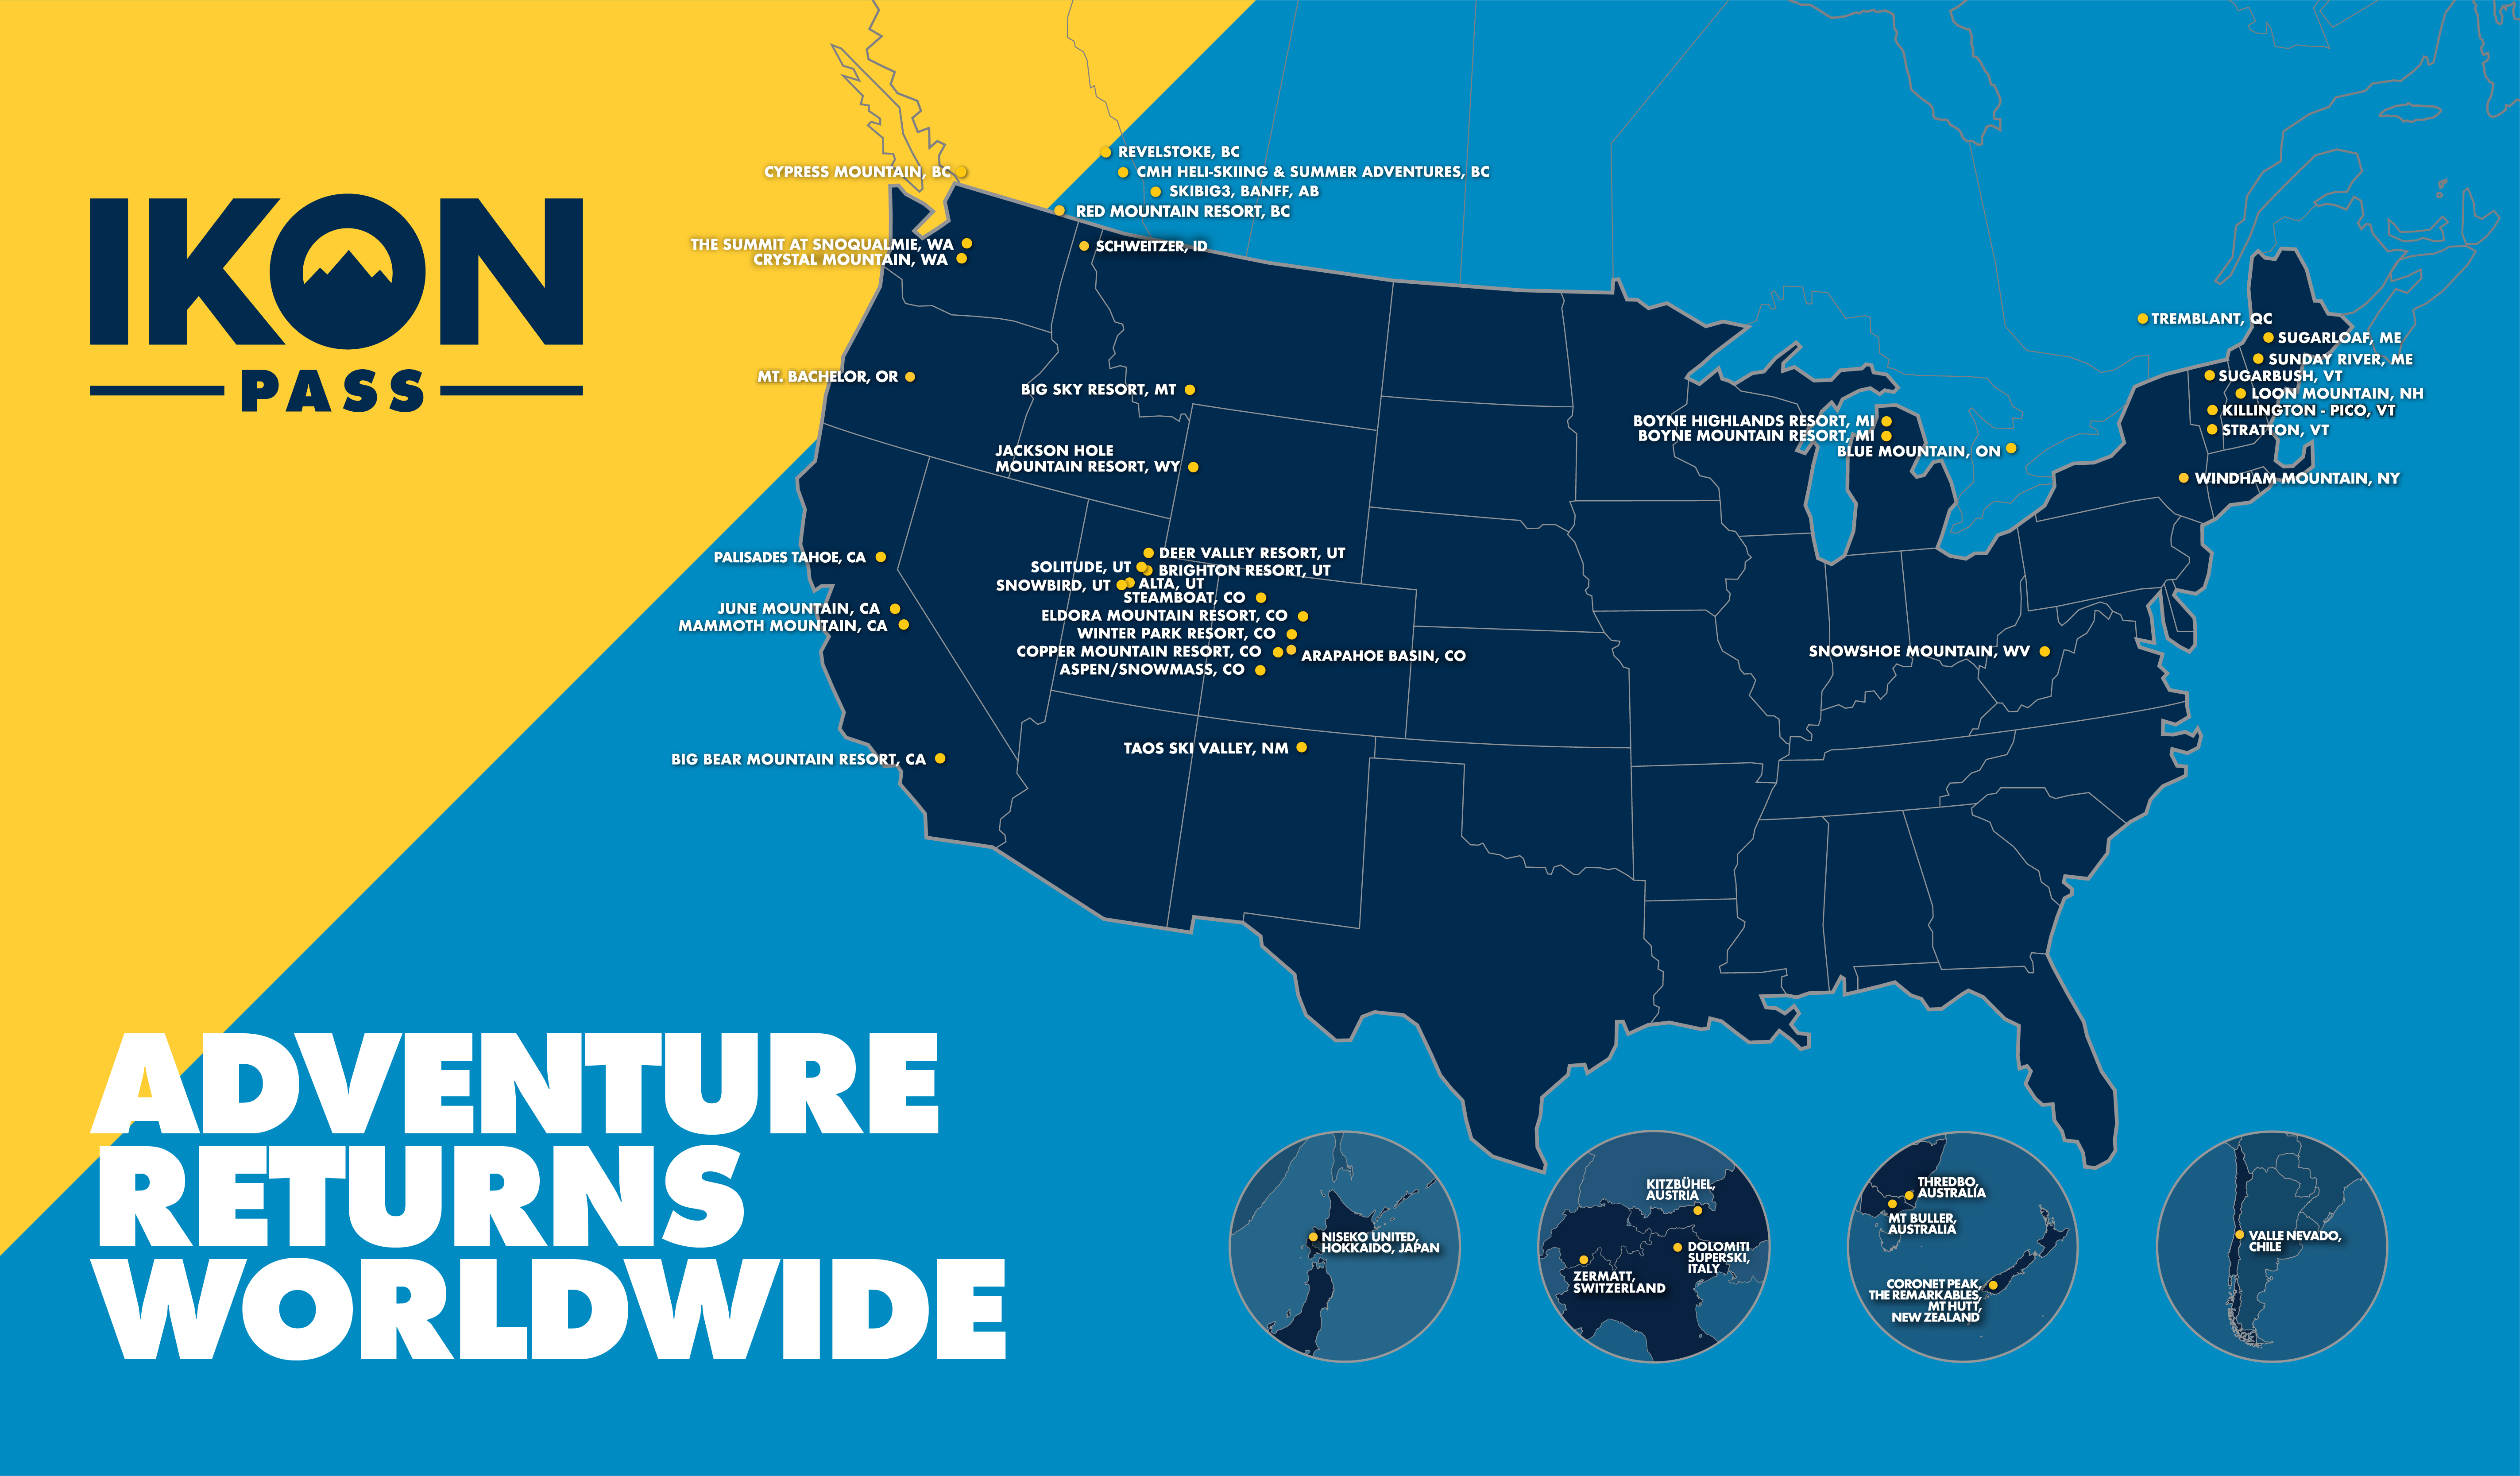 IKON
PASS
CYPRESS MOUNTAIN, BC
REVELSTOKE, BC
CMH HELI-SKIING & SUMMER ADVENTURES, BC
SKIBIG3, BANFF, AB
RED MOUNTAIN RESORT, BC
THE SUMMIT AT SNOQUALMIE, WA
CRYSTAL MOUNTAIN, WA
SCHWEITZER, ID
MT. BACHELOR, OR
BIG SKY RESORT, MT
JACKSON HOLE
MOUNTAIN RESORT, WY
PALISADES TAHOE, CA
JUNE MOUNTAIN, CA
MAMMOTH MOUNTAIN, CA
BIG BEAR MOUNTAIN RESORT, CA
DEER VALLEY RESORT, UT
SOLITUDE, UT
BRIGHTON RESORT, UT
SNOWBIRD, UT
ALTA, UT
STEAMBOAT, CO
ELDORA MOUNTAIN RESORT, CO
WINTER PARK RESORT, CO
COPPER MOUNTAIN RESORT, CO
ARAPAHOE BASIN, CO
ASPEN/SNOWMASS, CO
TAOS SKI VALLEY, NM
BOYNE HIGHLANDS RESORT, MI
BOYNE MOUNTAIN RESORT, MI
BLUE MOUNTAIN, ON
SNOWSHOE MOUNTAIN, WV
TREMBLANT, QC
SUGARLOAF, ME
SUNDAY RIVER, ME
SUGARBUSH, VT
LOON MOUNTAIN, NH
KILLINGTON - PICO, VT
STRATTON, VT
WINDHAM MOUNTAIN, NY
ADVENTURE
RETURNS
WORLDWIDE
NISEKO UNITED,
HOKKAIDO, JAPAN
KITZBÜHEL,
AUSTRIA
DOLOMITI
SUPERSKI,
ITALY
ZERMATT,
SWITZERLAND
THREDBO,
AUSTRALIA
MT BULLER,
AUSTRALIA
CORONET PEAK,
THE REMARKABLES,
MT HUTT,
NEW ZEALAND
VALLE NEVADO,
CHILE